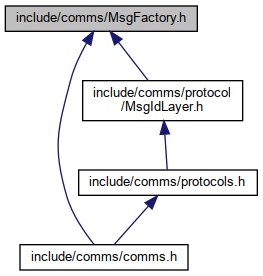 include/comms/MsgFactory.h
include/comms/protocol
/MsgIdLayer.h
include/comms/protocols.h
include/comms/comms.h